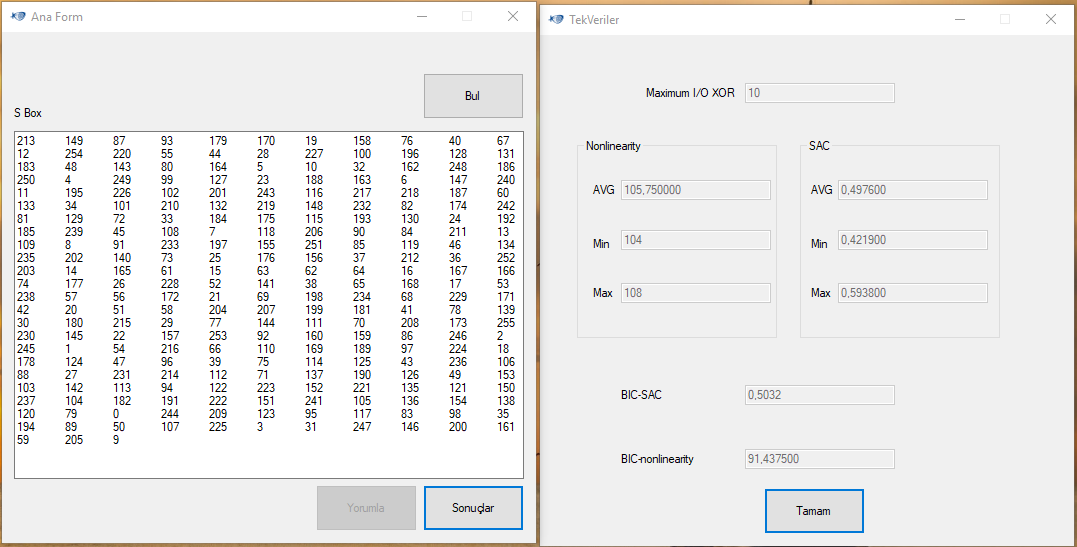 Ana Form
Bul
S Box
213 149 87 93 179 170 19 158 76 40 67
12 254 220 55 44 28 227 100 196 128 131
183 48 143 80 164 5 10 32 162 248 186
250 4 249 99 127 23 188 163 6 147 240
11 195 226 102 201 243 116 217 218 187 60
133 34 101 210 132 219 148 232 82 174 242
81 129 72 33 184 175 115 193 130 24 192
185 239 45 108 7 118 206 90 84 211 13
109 8 91 233 197 155 251 85 119 46 134
235 202 140 73 25 176 156 37 212 36 252
203 14 165 61 15 63 62 64 16 167 166
74 177 26 228 52 141 38 65 168 17 53
238 57 56 172 21 69 198 234 68 229 171
42 20 51 58 204 207 199 181 41 78 139
30 180 215 29 77 144 111 70 208 173 255
230 145 22 157 253 92 160 159 86 246 2
245 1 54 216 66 110 169 189 97 224 18
178 124 47 96 39 75 114 125 43 236 106
88 27 231 214 112 71 137 190 126 49 153
103 142 113 94 122 223 152 221 135 121 150
237 104 182 191 222 151 241 105 136 154 138
120 79 0 244 209 123 95 117 83 98 35
194 89 50 107 225 3 31 247 146 200 161
59 205 9
Yorumla
Sonuçlar
TekVeriler
Maximum I/O XOR 10
Nonlinearity
AVG 105,750000
Min 104
Max 108
SAC
AVG 0,497600
Min 0,421900
Max 0,593800
BIC-SAC 0,5032
BIC-nonlinearity 91,437500
Tamam